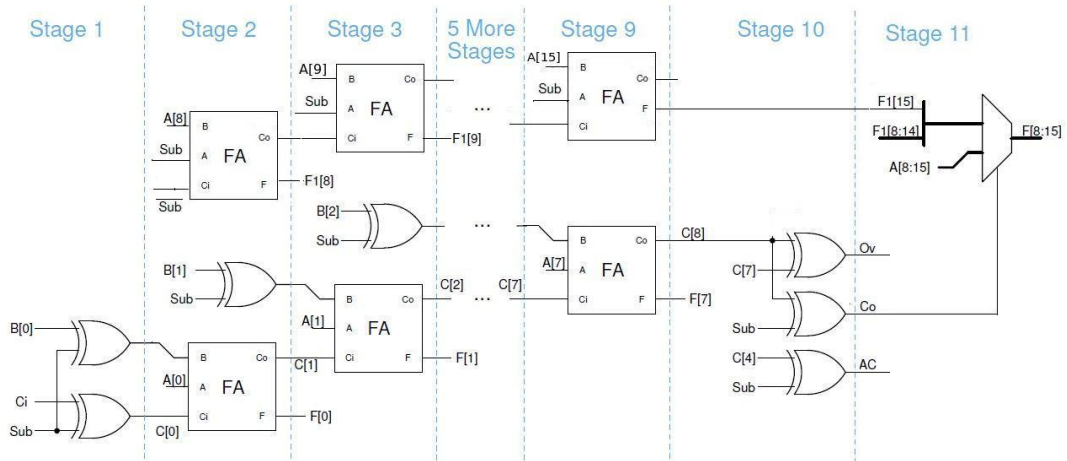 Stage 1
Stage 2
Stage 3
5 More
Stages
Stage 9
Stage 10
Stage 11
A[8]
Sub
Sub
B
A
Ci
FA
Co
F
F1[8]
A[9]
Sub
B
A
Ci
FA
Co
F
F1[9]
...
A[15]
Sub
B
A
Ci
FA
Co
F
F1[15]
F1[8:14]
A[8:15]
F[8:15]
B[2]
Sub
...
B[1]
Sub
A[1]
B
A
Ci
FA
Co
F
C[2]
F[1]
...
C[7]
A[7]
B
A
Ci
FA
Co
F
C[8]
F[7]
B[0]
Ci
Sub
A[0]
C[0]
B
A
Ci
FA
Co
F
C[1]
F[0]
C[7]
Ov
Sub
Co
C[4]
Sub
AC